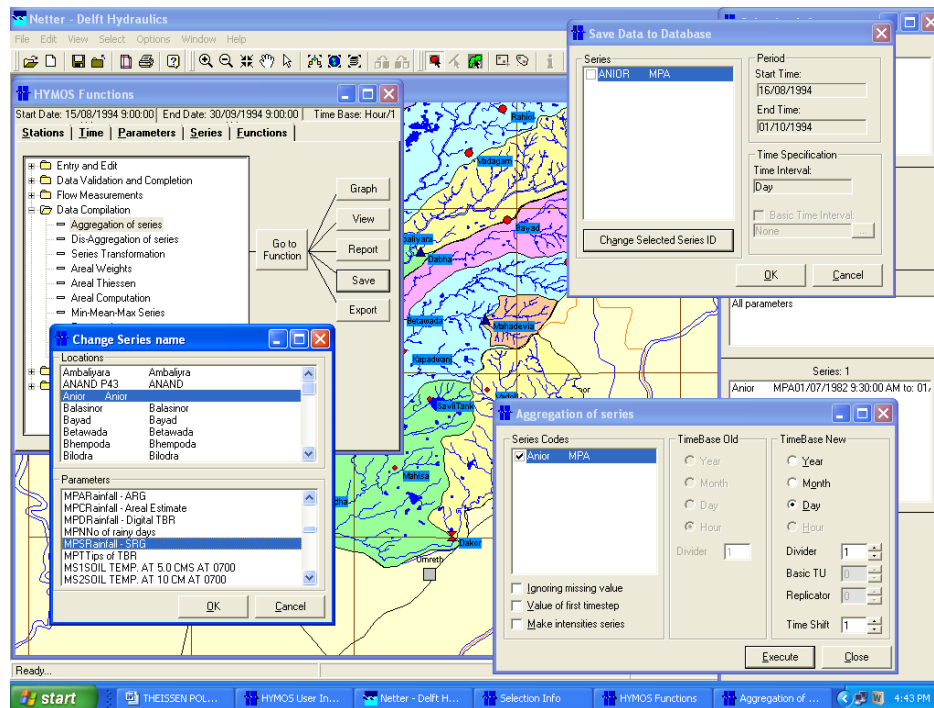 Netter - Delft Hydraulics
File Edit View Select Options Window Help
HYMOS Functions
Start Date: 15/08/1994 9:00:00 End Date: 30/09/1994 9:00:00 Time Base: Hour/1
Stations Time Parameters Series Functions
Entry and Edit
Data Validation and Completion
Flow Measurements
Data Compilation
Aggregation of series
Dis-Aggregation of series
Series Transformation
Areal Weights
Areal Thiessen
Areal Computation
Min-Mean-Max Series
Go to Function
Graph
View
Report
Save
Export
Save Data to Database
Series
ANIOR MPA
Change Selected Series ID
Period
Start Time:
16/08/1994
End Time:
01/10/1994
Time Specification
Time Interval:
Day
Basic Time Interval:
None
...
OK Cancel
All parameters
Series: 1
Anior MPA01/07/1982 9:30:00 AM to: 01/
Rahiol
Vadagam
Bayad
Dabha
Betawada
Mahadevia
Kapadwanj
SavliTank
Mahisa
Dakor
Umreth
Change Series name
Locations
Ambaliyara Ambaliyra
ANAND P43 ANAND
Anior Anior
Balasinor Balasinor
Bayad Bayad
Betawada Betawada
Bhempoda Bhempoda
Bilodra Bilodra
Parameters
MPARainfall - ARG
MPCRainfall - Areal Estimate
MPDRainfall - Digital TBR
MPNNo of rainy days
MPSRainfall - SRG
MPTTips of TBR
MS1SOIL TEMP. AT 5.0 CMS AT 0700
MS2SOIL TEMP. AT 10 CM AT 0700
OK Cancel
Aggregation of series
Series Codes
Anior MPA
Ignoring missing value
Value of first timestep
Make intensities series
TimeBase Old
Year
Month
Day
Hour
Divider 1
TimeBase New
Year
Month
Day
Hour
Divider 1
Basic TU 0
Replicator 0
Time Shift 1
Execute Close
Ready...
start THEISSEN POL... HYMOS User In... Netter - Delft H... Selection Info HYMOS Functions Aggregation of ... 4:43 PM